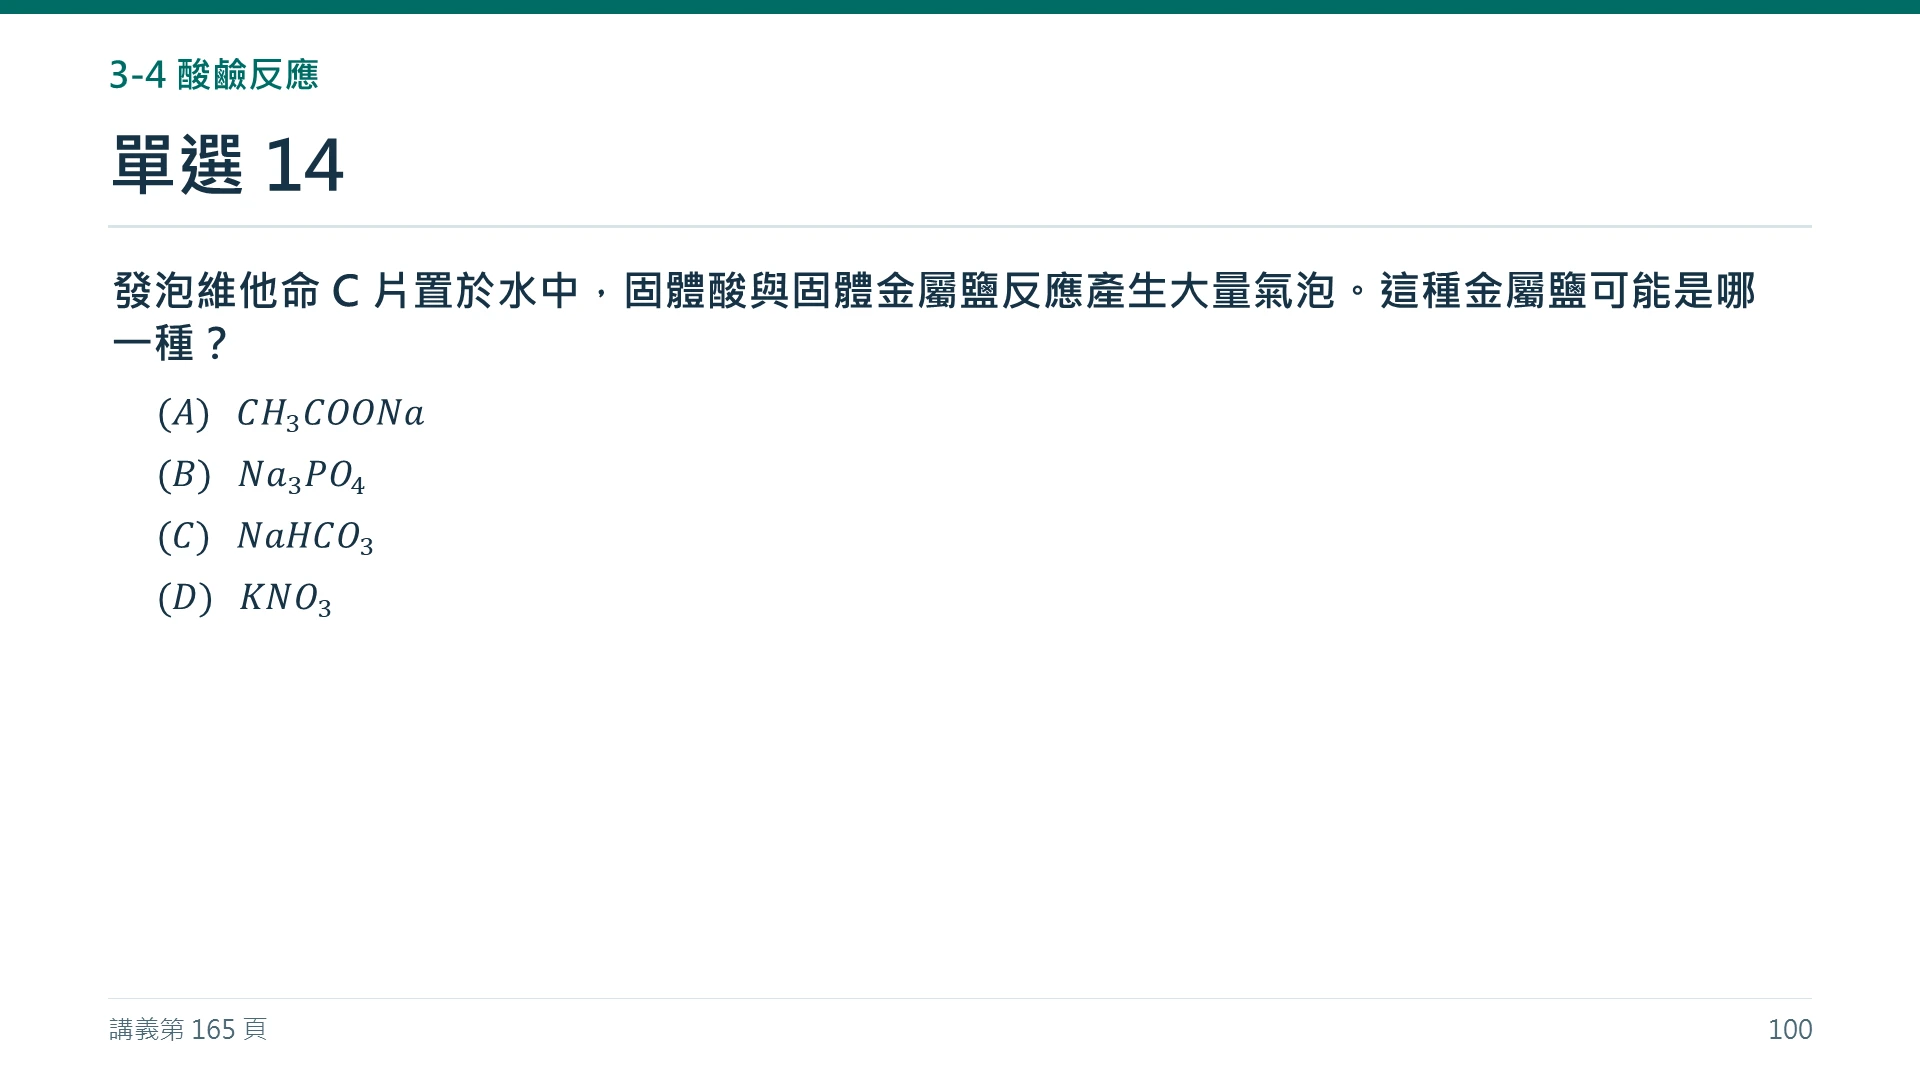 3-4 酸鹼反應
單選 14
發泡維他命 C 片置於水中，固體酸與固體金屬鹽反應產生大量氣泡。這種金屬鹽可能是哪
一種？
(A) CH₃COONa
(B) Na₃PO₄
(C) NaHCO₃
(D) KNO₃
講義第 165 頁
100